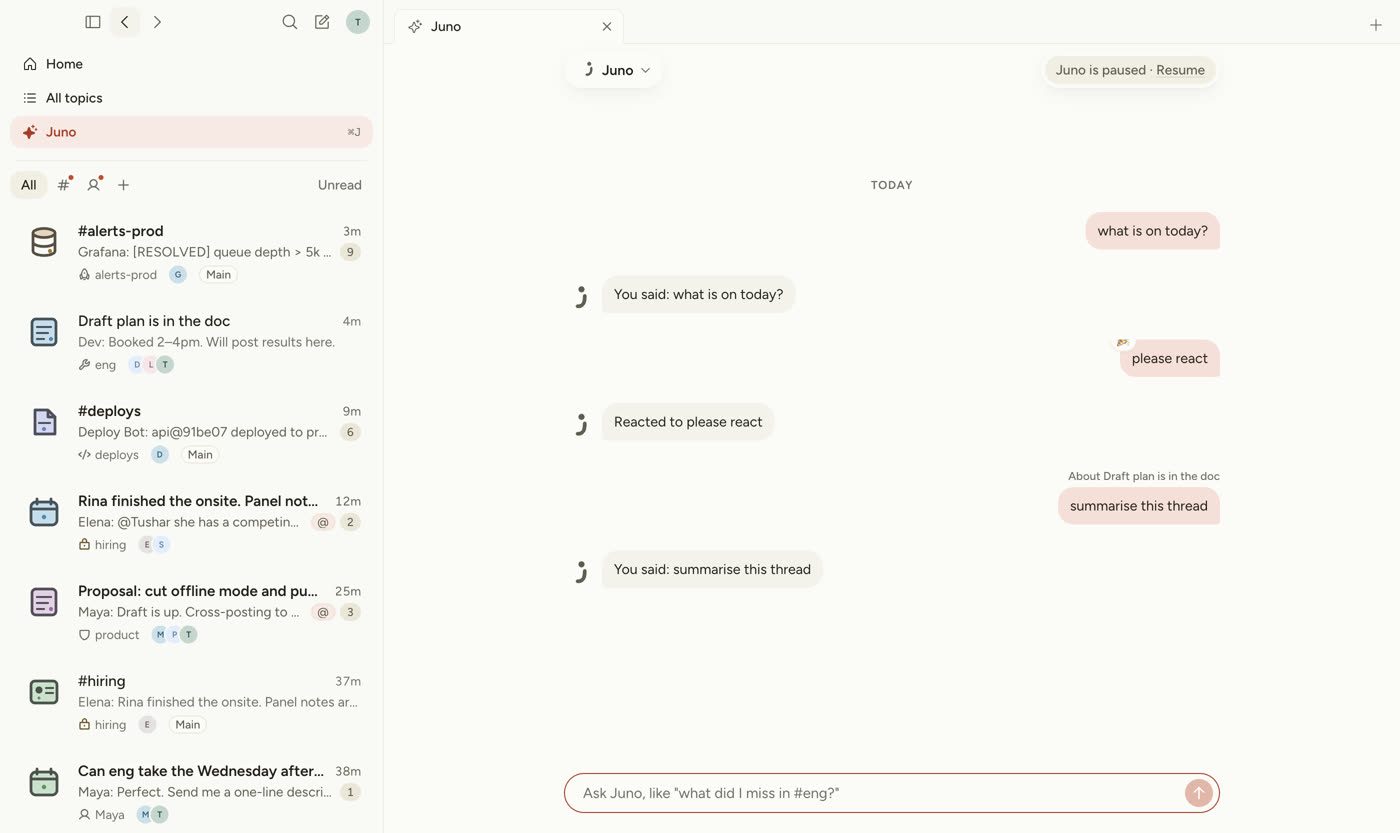 T
Home
All topics
Juno ⌘J
All # Unread
#alerts-prod 3m
Grafana: [RESOLVED] queue depth > 5k ... 9
alerts-prod G Main
Draft plan is in the doc 4m
Dev: Booked 2–4pm. Will post results here.
eng D L T
#deploys 9m
Deploy Bot: api@91be07 deployed to pr... 6
deploys D Main
Rina finished the onsite. Panel not... 12m
Elena: @Tushar she has a competin... @ 2
hiring E S
Proposal: cut offline mode and pu... 25m
Maya: Draft is up. Cross-posting to ... @ 3
product M P T
#hiring 37m
Elena: Rina finished the onsite. Panel notes ar...
hiring E Main
Can eng take the Wednesday after... 38m
Maya: Perfect. Send me a one-line descri... 1
Maya M T
Juno
Juno
Juno is paused · Resume
TODAY
what is on today?
You said: what is on today?
please react
Reacted to please react
About Draft plan is in the doc
summarise this thread
You said: summarise this thread
Ask Juno, like "what did I miss in #eng?"